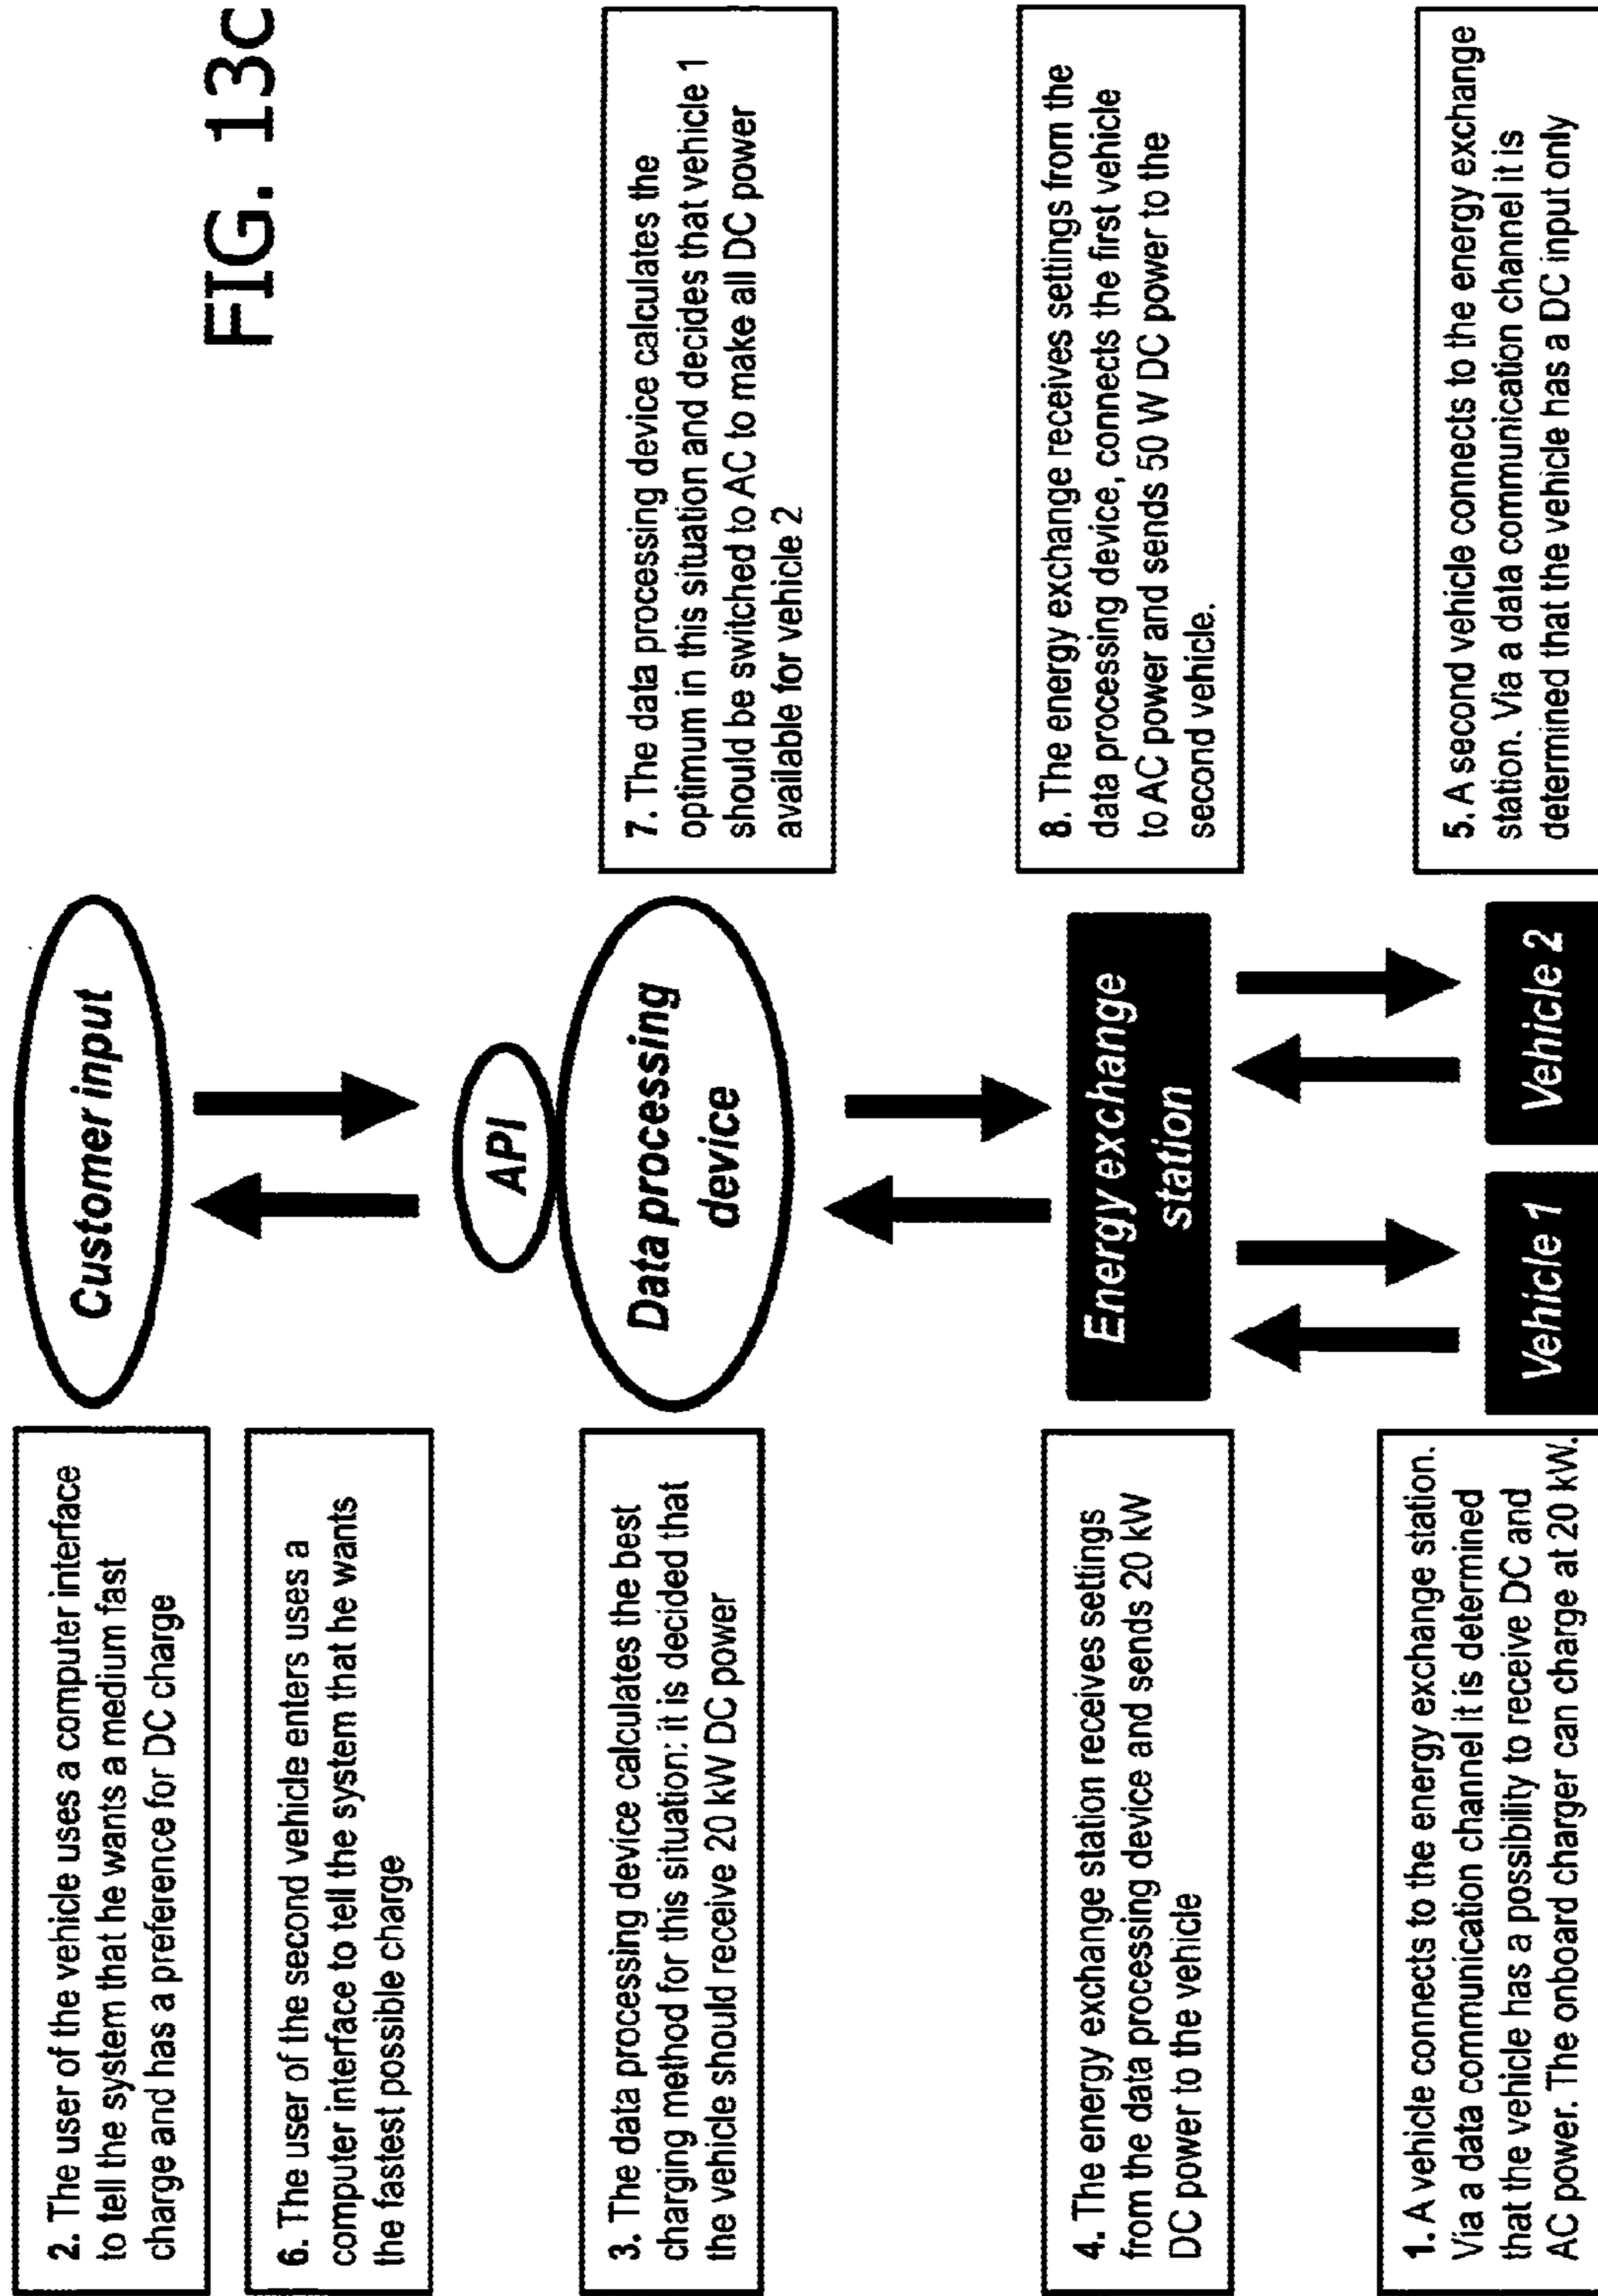 FIG. 13c
2. The user of the vehicle uses a computer interface
to tell the system that he wants a medium fast
charge and has a preference for DC charge
6. The user of the second vehicle enters uses a
computer interface to tell the system that he wants
the fastest possible charge
3. The data processing device calculates the best
charging method for this situation: it is decided that
the vehicle should receive 20 kW DC power
4. The energy exchange station receives settings
from the data processing device and sends 20 kW
DC power to the vehicle
1. A vehicle connects to the energy exchange station.
Via a data communication channel it is determined
that the vehicle has a possibility to receive DC and
AC power. The onboard charger can charge at 20 kW.
Customer input
API
Data processing
device
Energy exchange
station
Vehicle 1
Vehicle 2
7. The data processing device calculates the
optimum in this situation and decides that vehicle 1
should be switched to AC to make all DC power
available for vehicle 2
8. The energy exchange receives settings from the
data processing device, connects the first vehicle
to AC power and sends 50 W DC power to the
second vehicle.
5. A second vehicle connects to the energy exchange
station. Via a data communication channel it is
determined that the vehicle has a DC input only